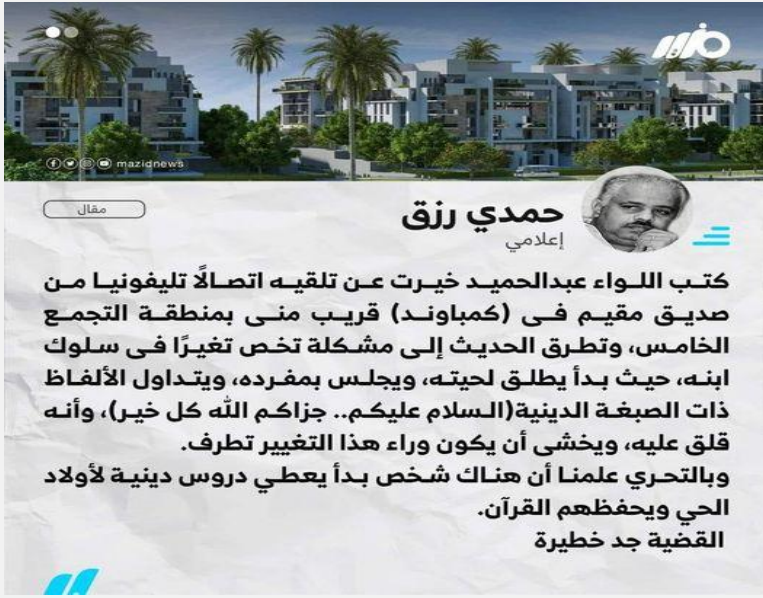 مزيد
mazidnews
مقال
حمدي رزق
إعلامي
كتب اللواء عبدالحميد خيرت عن تلقيه اتصالًا تليفونيا من
صديق مقيم فى (كمباوند) قريب منى بمنطقة التجمع
الخامس، وتطرق الحديث إلى مشكلة تخص تغيرًا فى سلوك
ابنه، حيث بدأ يطلق لحيته، ويجلس بمفرده، ويتداول الألفاظ
ذات الصبغة الدينية(السلام عليكم.. جزاكم الله كل خير)، وأنه
قلق عليه، ويخشى أن يكون وراء هذا التغيير تطرف.
وبالتحري علمنا أن هناك شخص بدأ يعطي دروس دينية لأولاد
الحي ويحفظهم القرآن.
القضية جد خطيرة